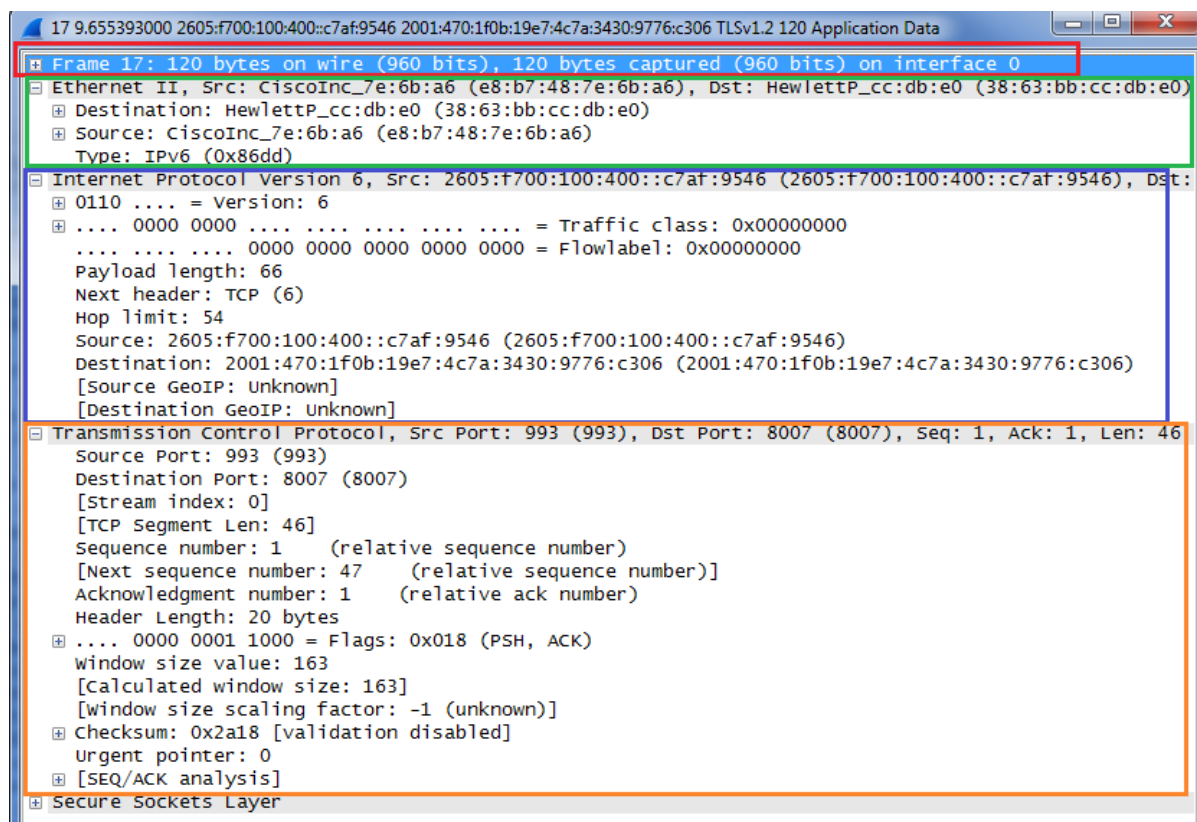 17 9.655393000 2605:f700:100:400::c7af:9546 2001:470:1f0b:19e7:4c7a:3430:9776:c306 TLSv1.2 120 Application Data
Frame 17: 120 bytes on wire (960 bits), 120 bytes captured (960 bits) on interface 0
Ethernet II, Src: CiscoInc_7e:6b:a6 (e8:b7:48:7e:6b:a6), Dst: HewlettP_cc:db:e0 (38:63:bb:cc:db:e0)
Destination: HewlettP_cc:db:e0 (38:63:bb:cc:db:e0)
Source: CiscoInc_7e:6b:a6 (e8:b7:48:7e:6b:a6)
Type: IPv6 (0x86dd)
Internet Protocol Version 6, Src: 2605:f700:100:400::c7af:9546 (2605:f700:100:400::c7af:9546), Dst:
0110 .... = Version: 6
.... 0000 0000 .... .... .... .... .... = Traffic class: 0x00000000
.... .... .... 0000 0000 0000 0000 0000 = Flowlabel: 0x00000000
Payload length: 66
Next header: TCP (6)
Hop limit: 54
Source: 2605:f700:100:400::c7af:9546 (2605:f700:100:400::c7af:9546)
Destination: 2001:470:1f0b:19e7:4c7a:3430:9776:c306 (2001:470:1f0b:19e7:4c7a:3430:9776:c306)
[Source GeoIP: Unknown]
[Destination GeoIP: Unknown]
Transmission Control Protocol, Src Port: 993 (993), Dst Port: 8007 (8007), Seq: 1, Ack: 1, Len: 46
Source Port: 993 (993)
Destination Port: 8007 (8007)
[Stream index: 0]
[TCP Segment Len: 46]
Sequence number: 1    (relative sequence number)
[Next sequence number: 47    (relative sequence number)]
Acknowledgment number: 1    (relative ack number)
Header Length: 20 bytes
.... 0000 0001 1000 = Flags: 0x018 (PSH, ACK)
Window size value: 163
[Calculated window size: 163]
[Window size scaling factor: -1 (unknown)]
Checksum: 0x2a18 [validation disabled]
Urgent pointer: 0
[SEQ/ACK analysis]
Secure Sockets Layer